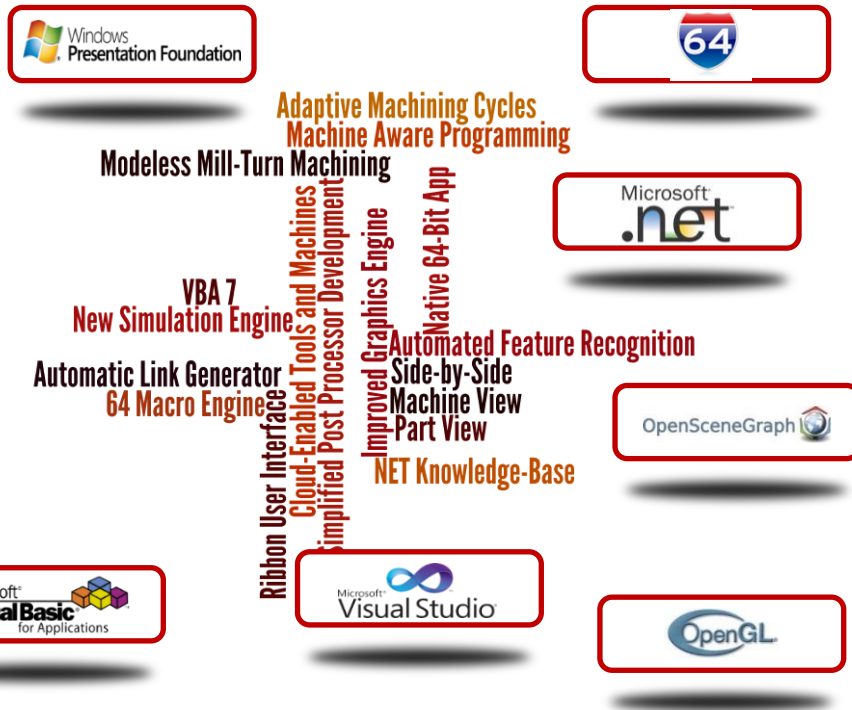 Windows
Presentation Foundation
64
Adaptive Machining Cycles
Machine Aware Programming
Modeless Mill-Turn Machining
Microsoft
.net
Cloud-Enabled Tools and Machines
Simplified Post Processor Development
Improved Graphics Engine
Native 64-Bit App
VBA 7
New Simulation Engine
Automated Feature Recognition
Automatic Link Generator
Side-by-Side
64 Macro Engine
Machine View
-Part View
Ribbon User Interface
OpenSceneGraph
NET Knowledge-Base
oft
al Basic
for Applications
Microsoft
Visual Studio
OpenGL